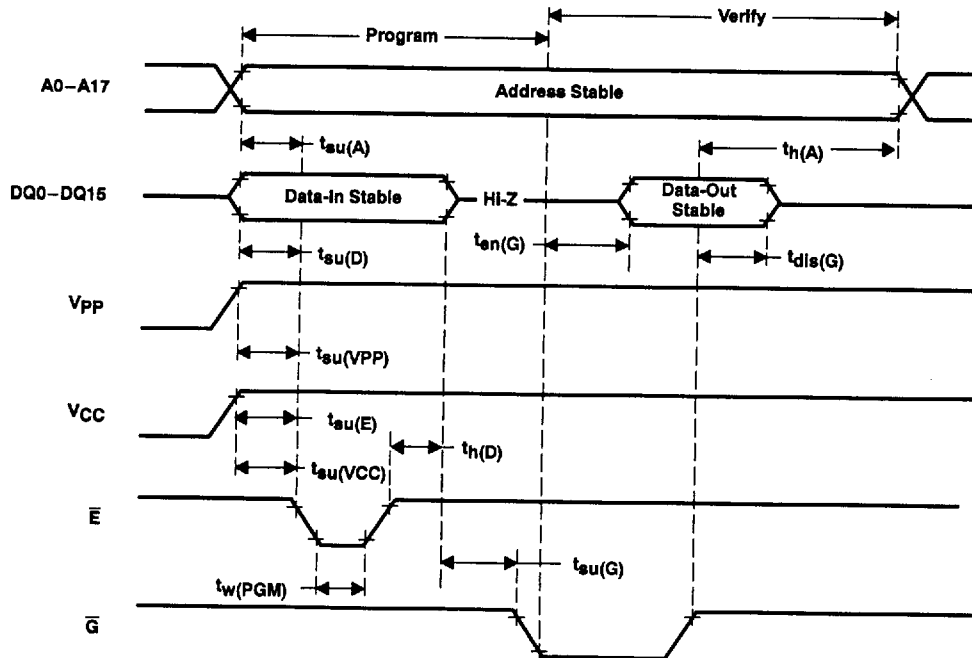 Verify
Program
A0–A17
Address Stable
tsu(A)
th(A)
DQ0–DQ15
Data-In Stable
Hi-Z
Data-Out
Stable
tsu(D)
ten(G)
tdis(G)
VPP
tsu(VPP)
VCC
tsu(E)
th(D)
tsu(VCC)
E̅
tsu(G)
tw(PGM)
G̅